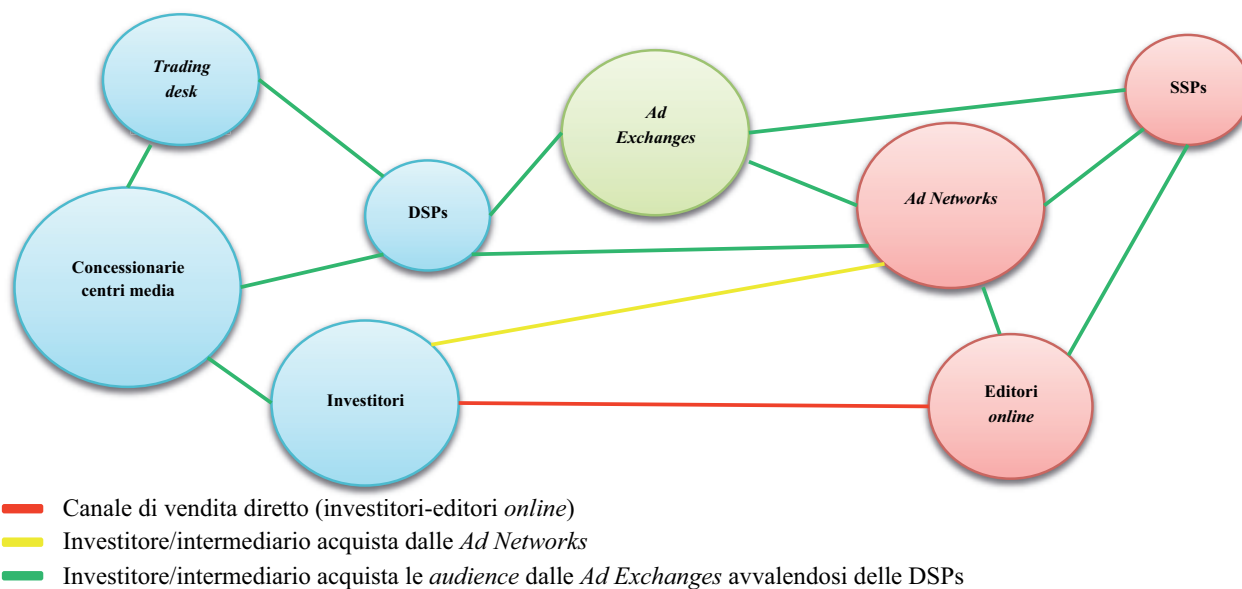 Trading
desk
Ad
Exchanges
SSPs
DSPs
Ad Networks
Concessionarie
centri media
Investitori
Editori
online
Canale di vendita diretto (investitori-editori online)
Investitore/intermediario acquista dalle Ad Networks
Investitore/intermediario acquista le audience dalle Ad Exchanges avvalendosi delle DSPs